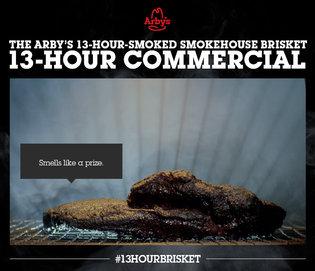 Arby's
THE ARBY'S 13-HOUR-SMOKED SMOKEHOUSE BRISKET
13-HOUR COMMERCIAL
Smells like a prize.
#13HOURBRISKET